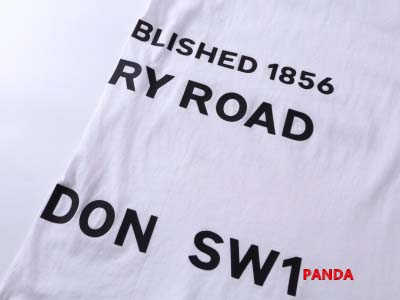 BLISHED 1856
RY ROAD
DON SW1
PANDA